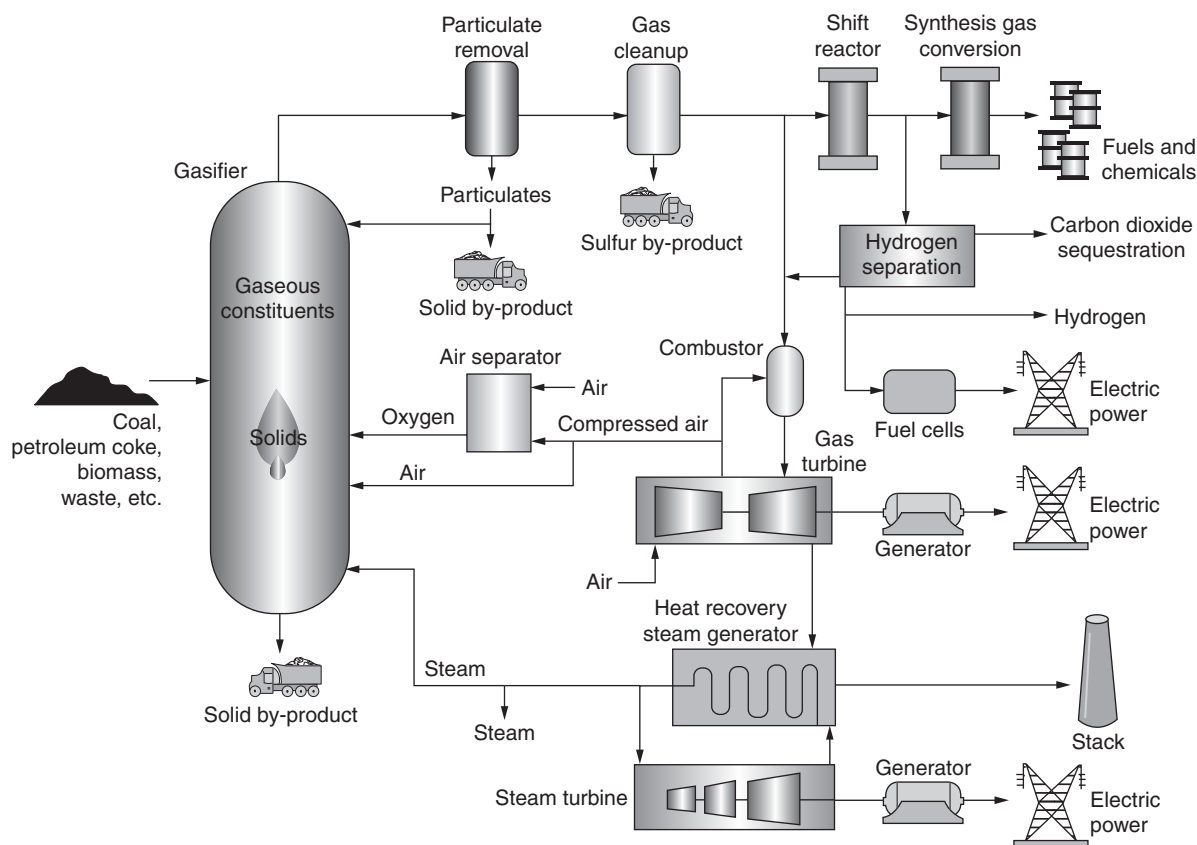 Particulate
removal
Gas
cleanup
Shift
reactor
Synthesis gas
conversion
Fuels and
chemicals
Gasifier
Particulates
Sulfur by-product
Solid by-product
Hydrogen
separation
Carbon dioxide
sequestration
Gaseous
constituents
Hydrogen
Air separator
Combustor
Air
Electric
power
Coal,
petroleum coke,
biomass,
waste, etc.
Solids
Oxygen
Compressed air
Fuel cells
Air
Gas
turbine
Electric
power
Generator
Air
Heat recovery
steam generator
Steam
Solid by-product
Steam
Stack
Steam turbine
Generator
Electric
power